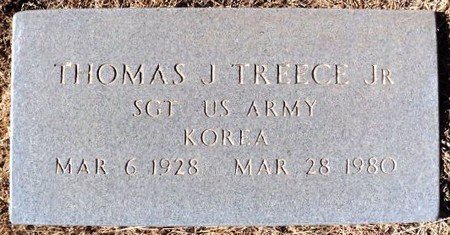 THOMAS J TREECE JR
SGT US ARMY
KOREA
MAR 6 1928 MAR 28 1980